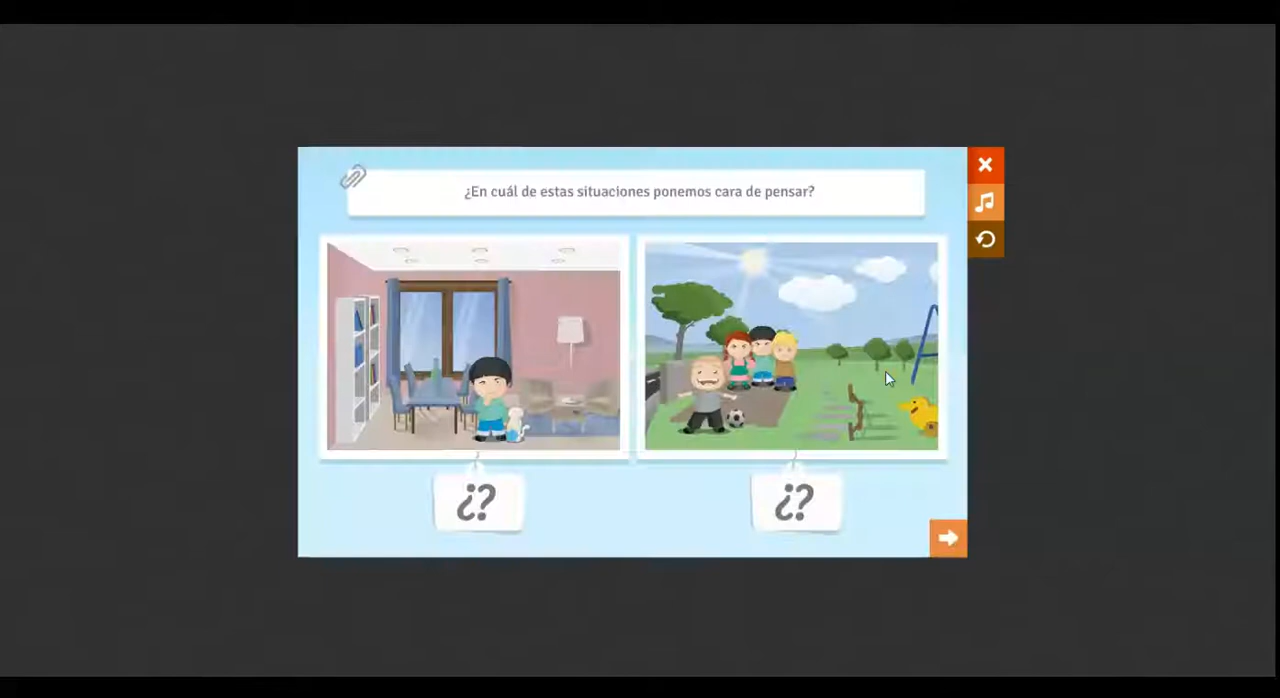 ¿En cuál de estas situaciones ponemos cara de pensar?
¿?
¿?